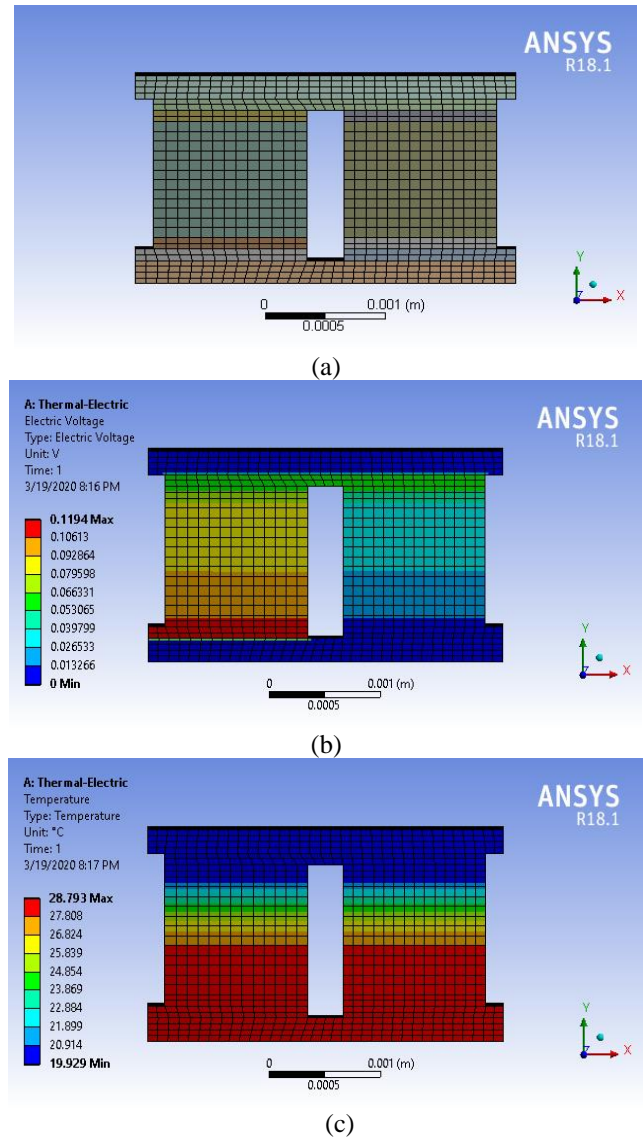 ANSYS
R18.1
Y
Z
X
0
0.001 (m)
0.0005
(a)
A: Thermal-Electric
Electric Voltage
Type: Electric Voltage
Unit: V
Time: 1
3/19/2020 8:16 PM
ANSYS
R18.1
0.1194 Max
0.10613
0.092864
0.079598
0.066331
0.053065
0.039799
0.026533
0.013266
0 Min
Y
X
0
0.001 (m)
0.0005
(b)
A: Thermal-Electric
Temperature
Type: Temperature
Unit: °C
Time: 1
3/19/2020 8:17 PM
ANSYS
R18.1
28.793 Max
27.808
26.824
25.839
24.854
23.869
22.884
21.899
20.914
19.929 Min
Y
X
0
0.001 (m)
0.0005
(c)